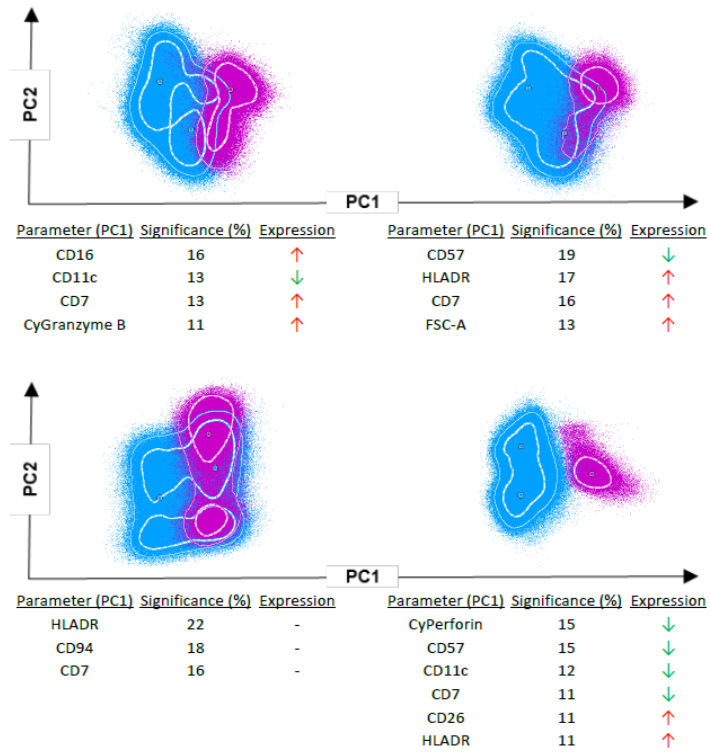 PC2
PC1
Parameter (PC1) Significance (%) Expression
CD16 16 ↑
CD11c 13 ↓
CD7 13 ↑
CyGranzyme B 11 ↑
Parameter (PC1) Significance (%) Expression
CD57 19 ↓
HLADR 17 ↑
CD7 16 ↑
FSC-A 13 ↑
PC2
PC1
Parameter (PC1) Significance (%) Expression
HLADR 22 -
CD94 18 -
CD7 16 -
Parameter (PC1) Significance (%) Expression
CyPerforin 15 ↓
CD57 15 ↓
CD11c 12 ↓
CD7 11 ↓
CD26 11 ↑
HLADR 11 ↑